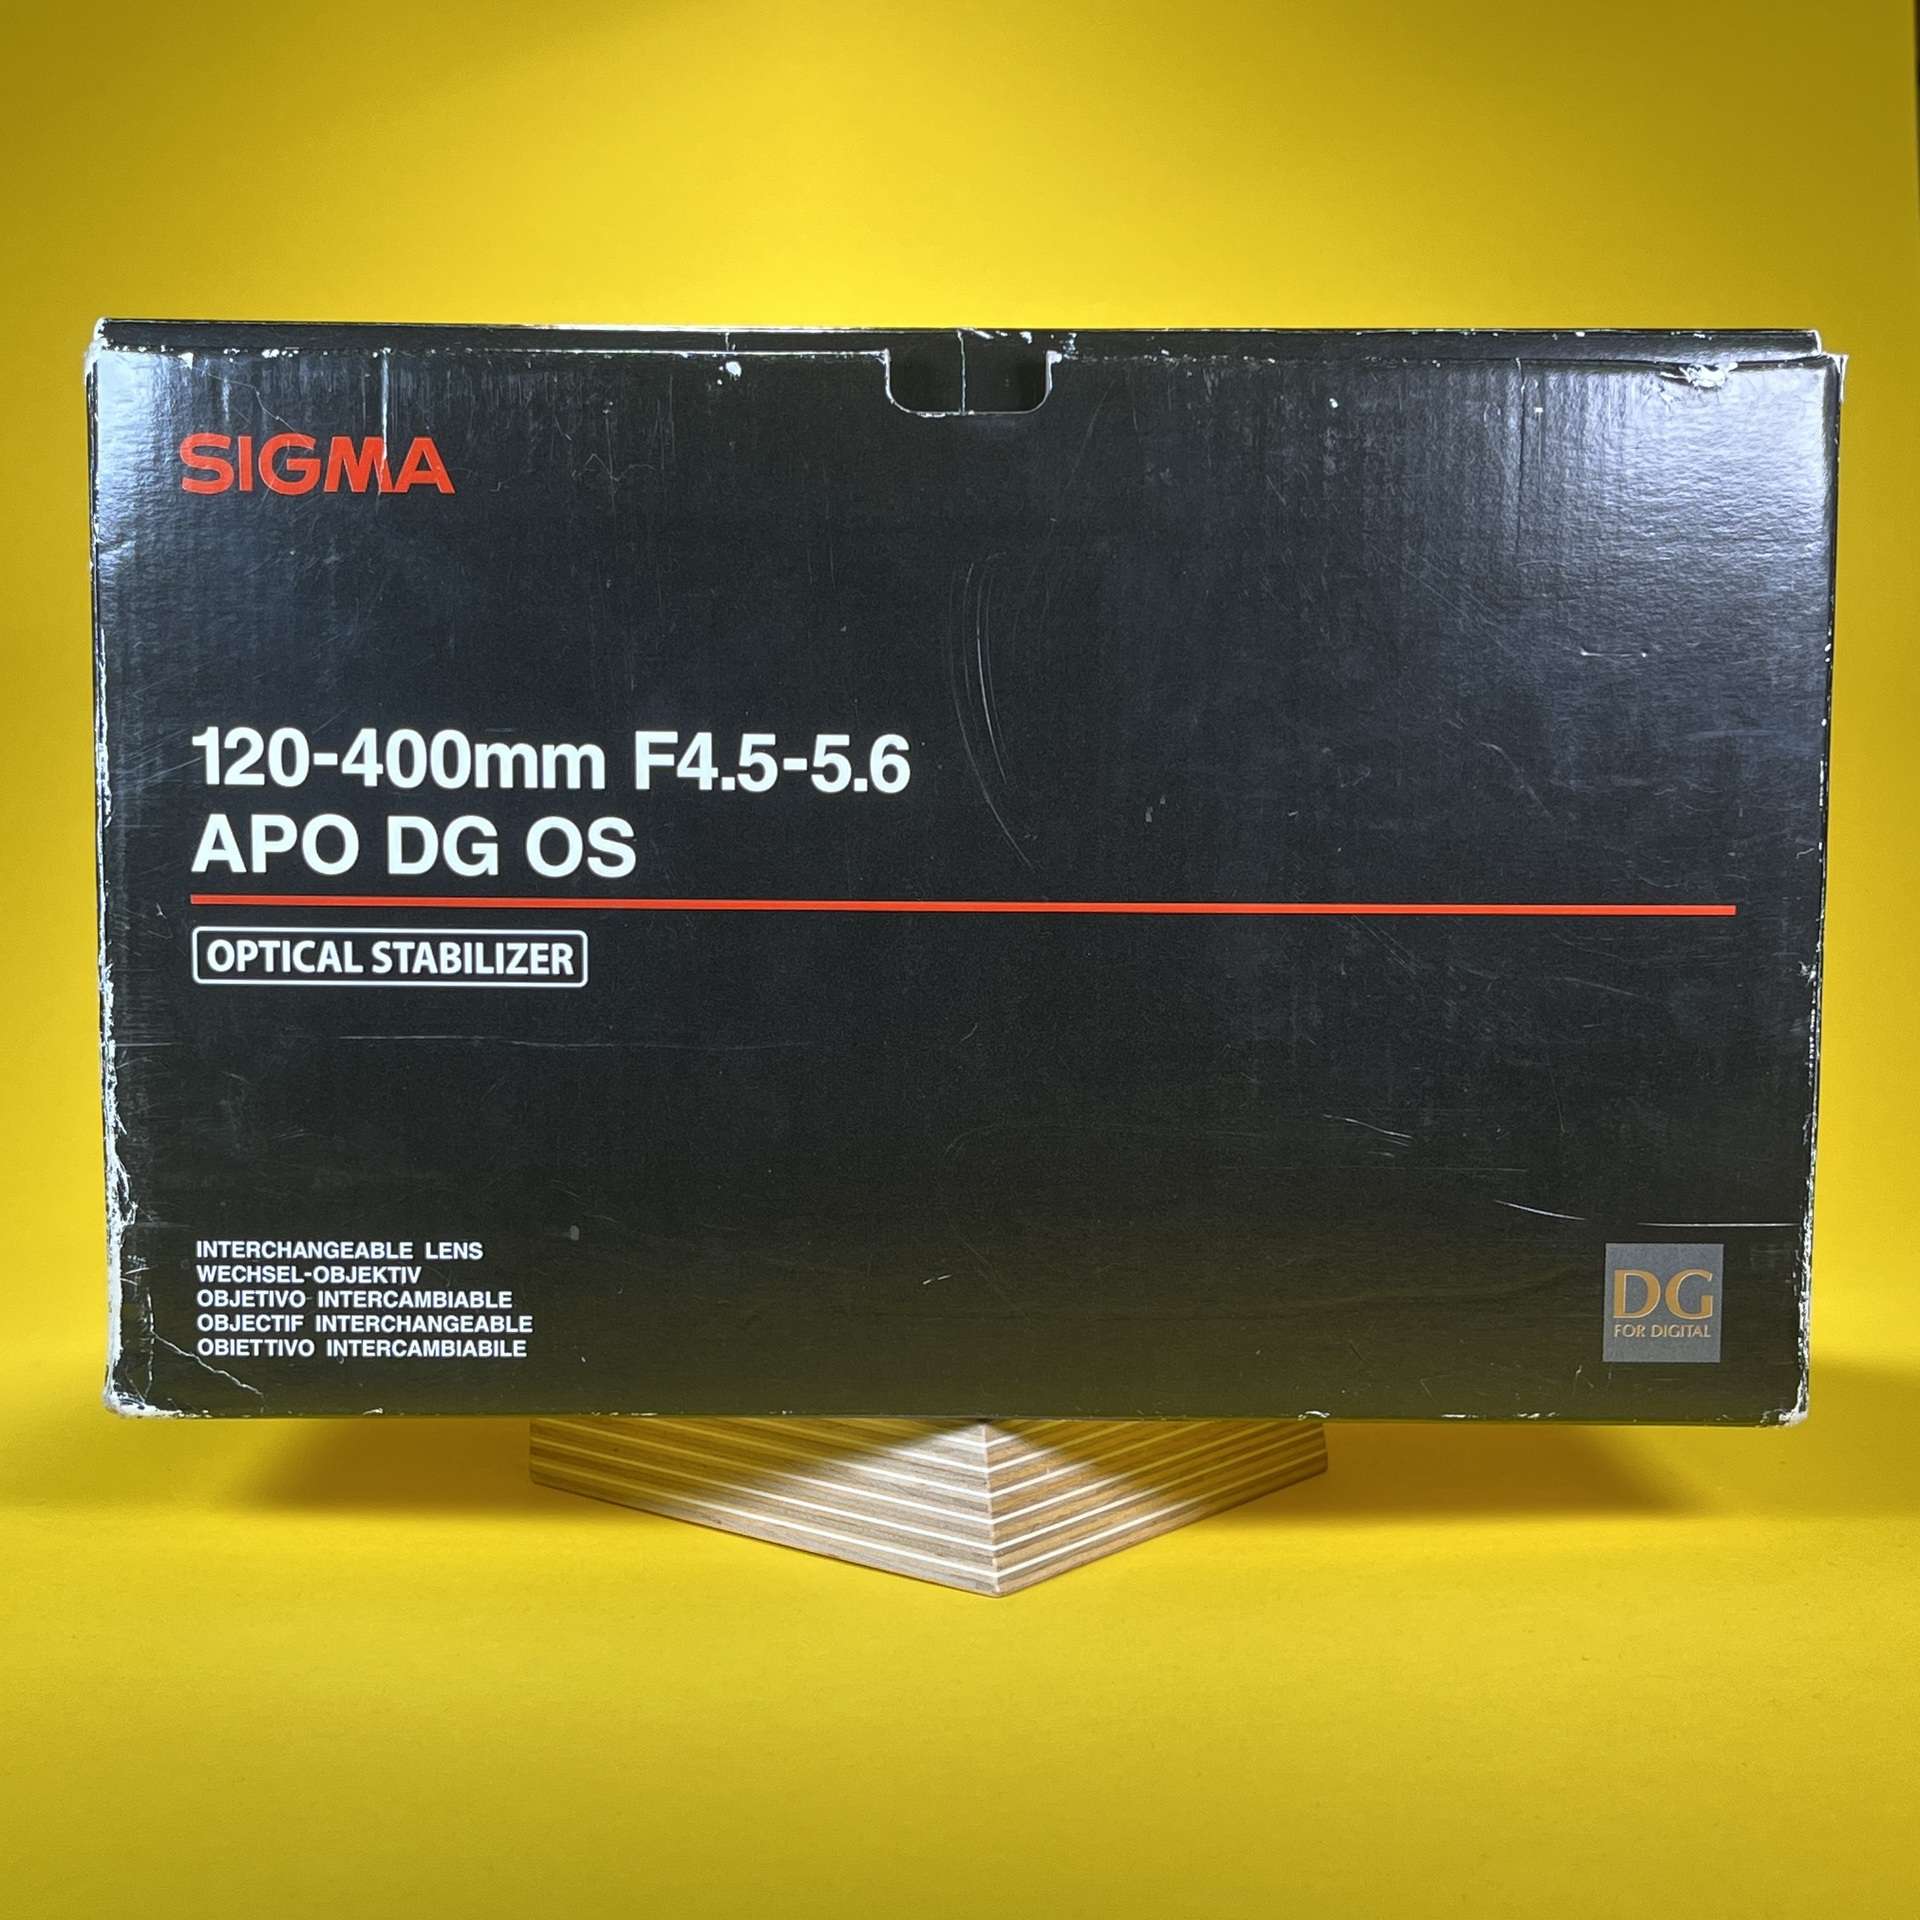 SIGMA
120-400mm F4.5-5.6
APO DG OS
OPTICAL STABILIZER
INTERCHANGEABLE LENS
WECHSEL-OBJEKTIV
OBJETIVO INTERCAMBIABLE
OBJECTIF INTERCHANGEABLE
OBIETTIVO INTERCAMBIABILE
DG
FOR DIGITAL